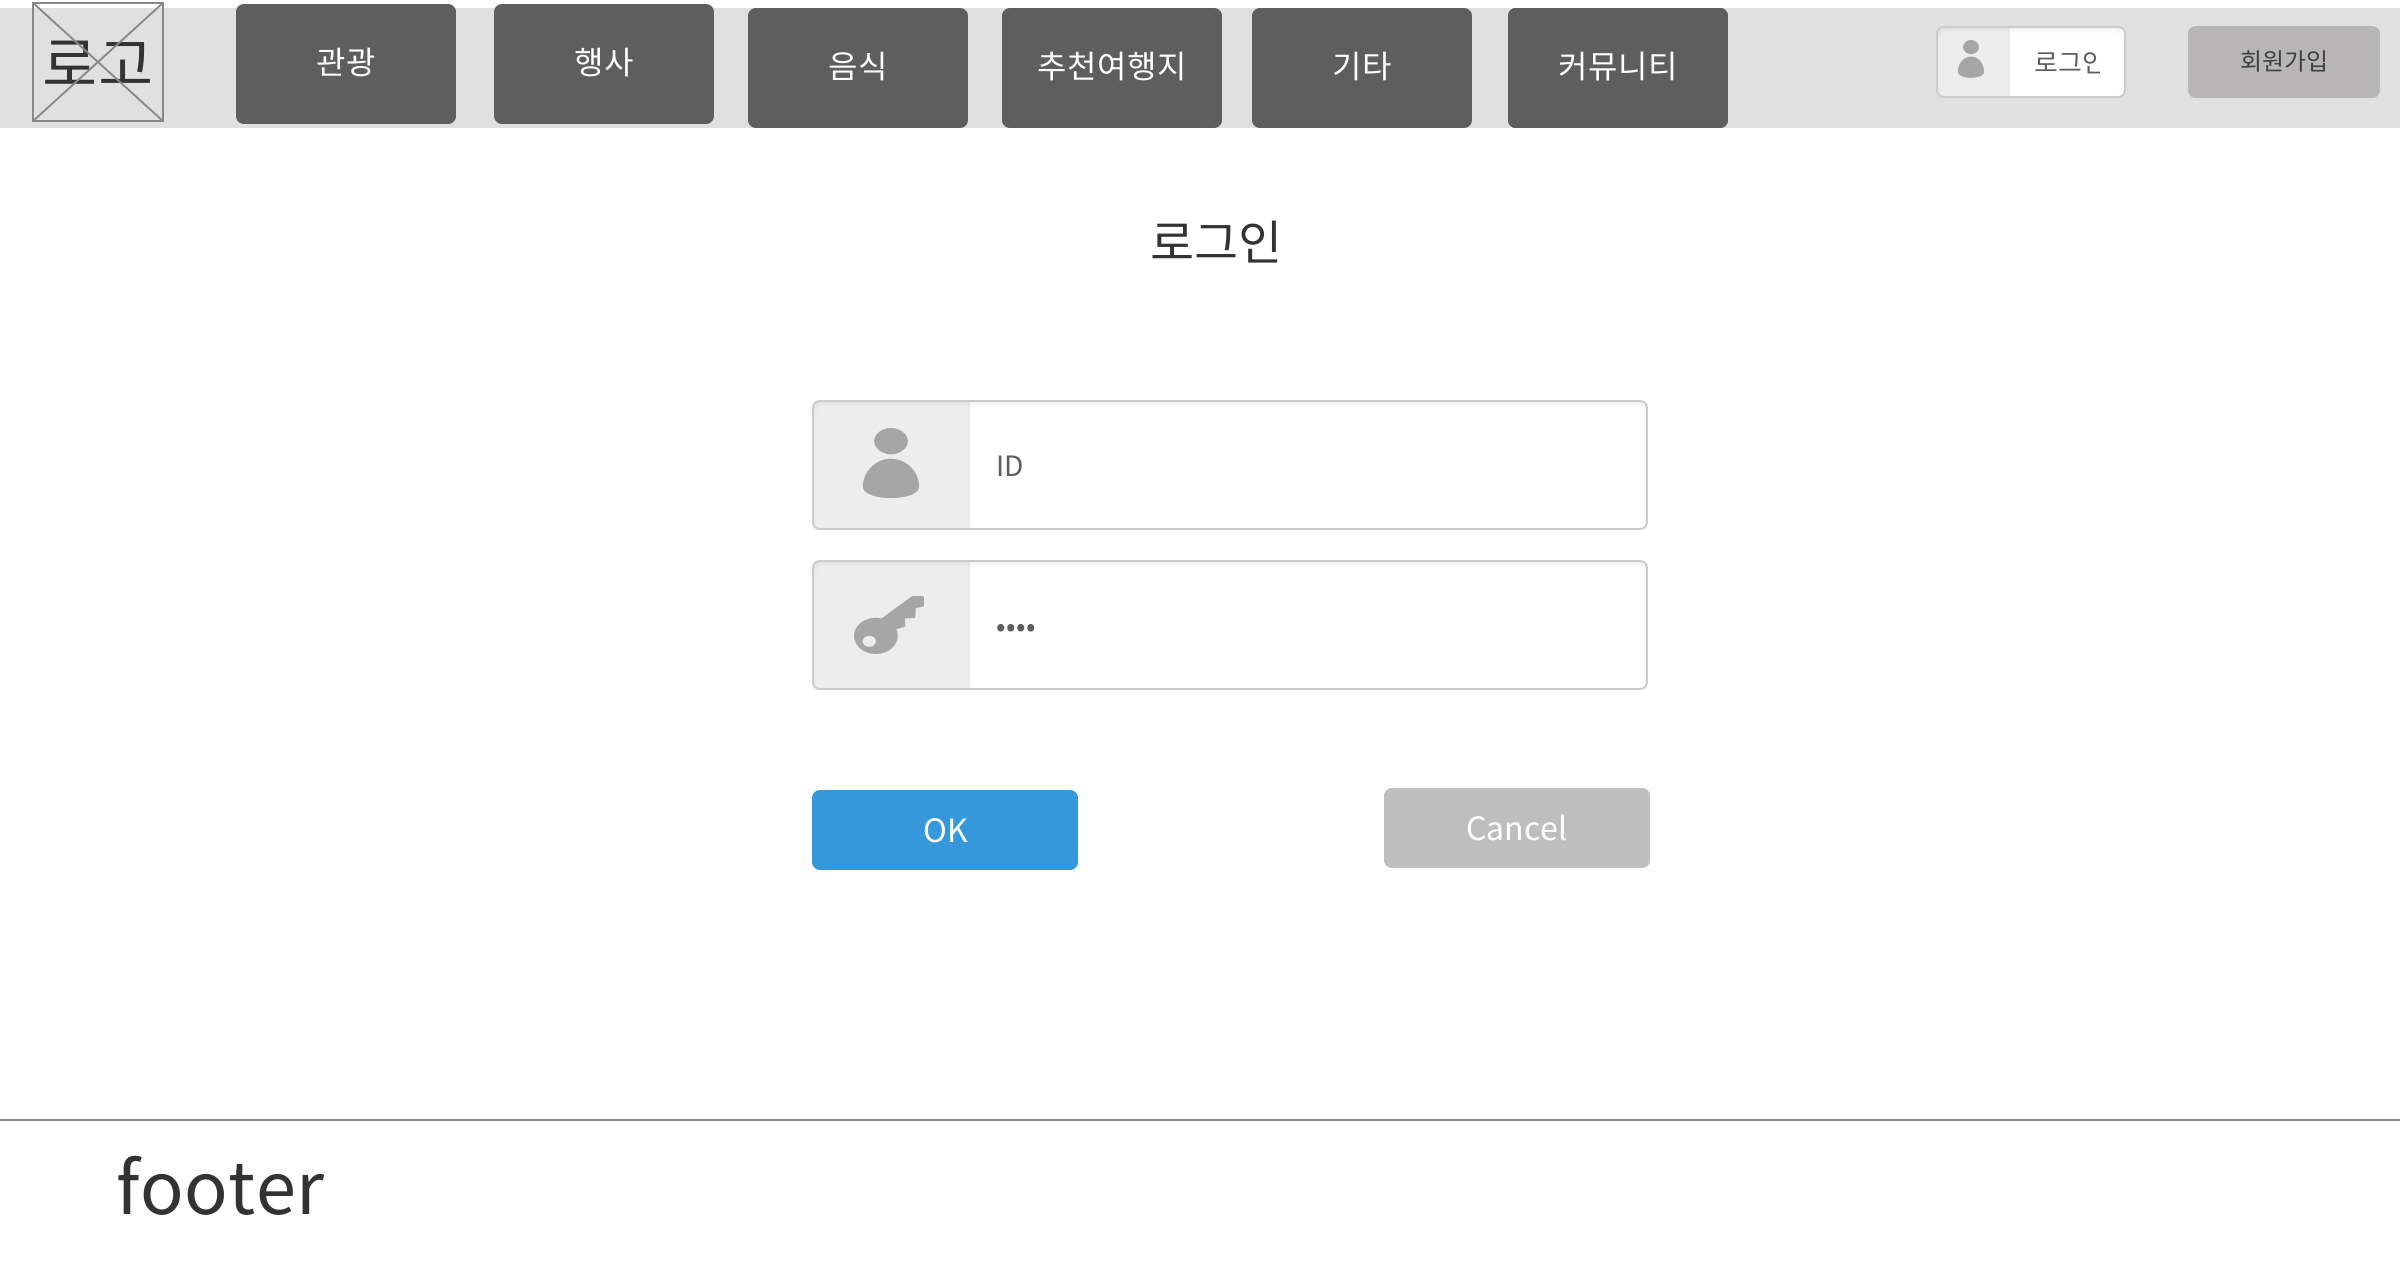 로고
관광
행사
음식
추천여행지
기타
커뮤니티
로그인
회원가입
로그인
ID
••••
OK
Cancel
footer